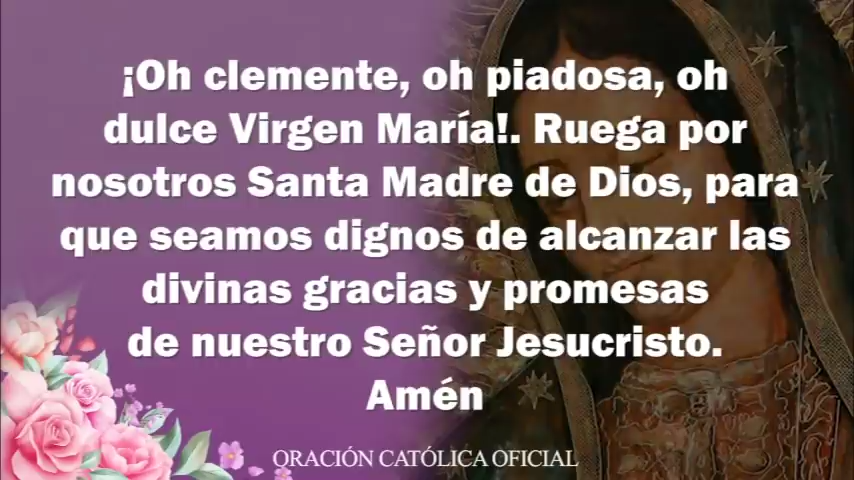 ¡Oh clemente, oh piadosa, oh
dulce Virgen María!. Ruega por
nosotros Santa Madre de Dios, para
que seamos dignos de alcanzar las
divinas gracias y promesas
de nuestro Señor Jesucristo.
Amén
ORACIÓN CATÓLICA OFICIAL